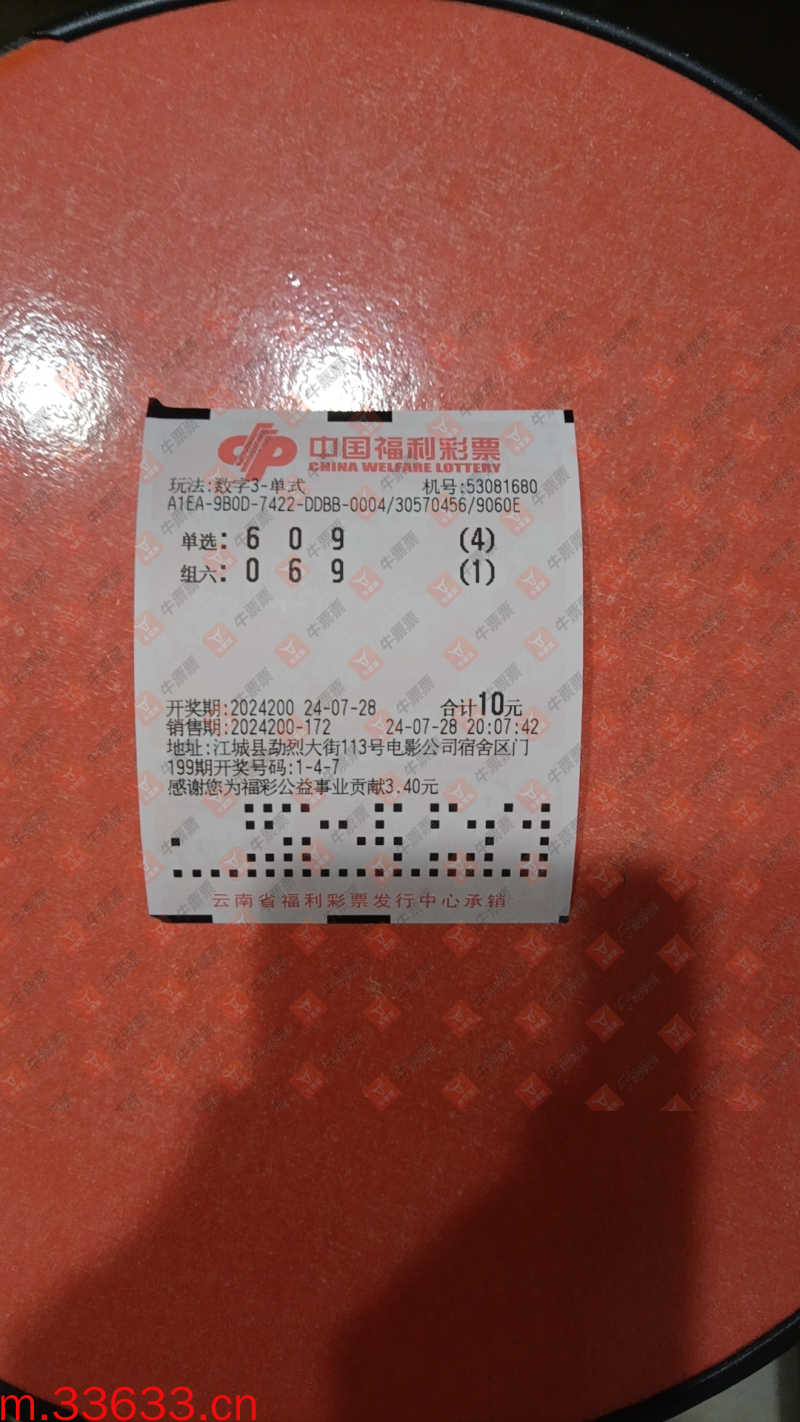 中国福利彩票
CHINA WELFARE LOTTERY
玩法:数字3-单式 机号:53081680
A1EA-9B0D-7422-DDBB-0004/30570456/9060E
单选: 6 0 9 (4)
组六: 0 6 9 (1)
开奖期:2024200 24-07-28 合计10元
销售期:2024200-172 24-07-28 20:07:42
地址:江城县勐烈大街113号电影公司宿舍区门
199期开奖号码:1-4-7
感谢您为福彩公益事业贡献3.40元
云南省福利彩票发行中心承销
牛票票
m.33633.cn